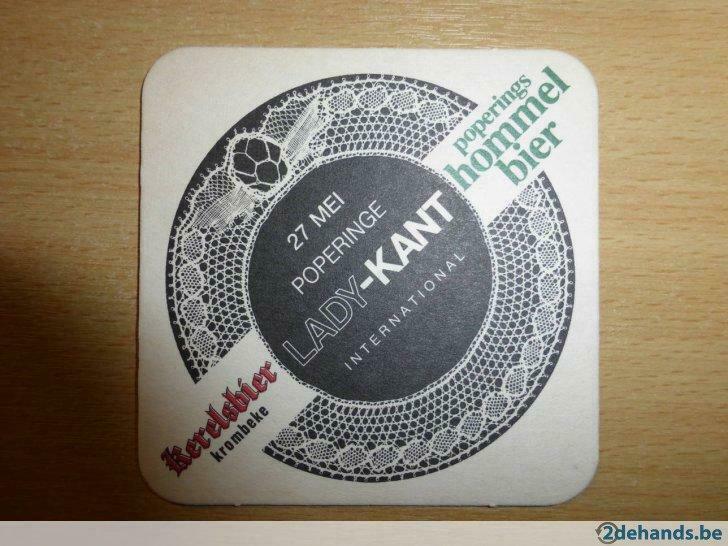 poperings
hommel
bier
27 MEI
POPERINGE
LADY-KANT
INTERNATIONAL
Kerelsbier
krombeke
2dehands.be